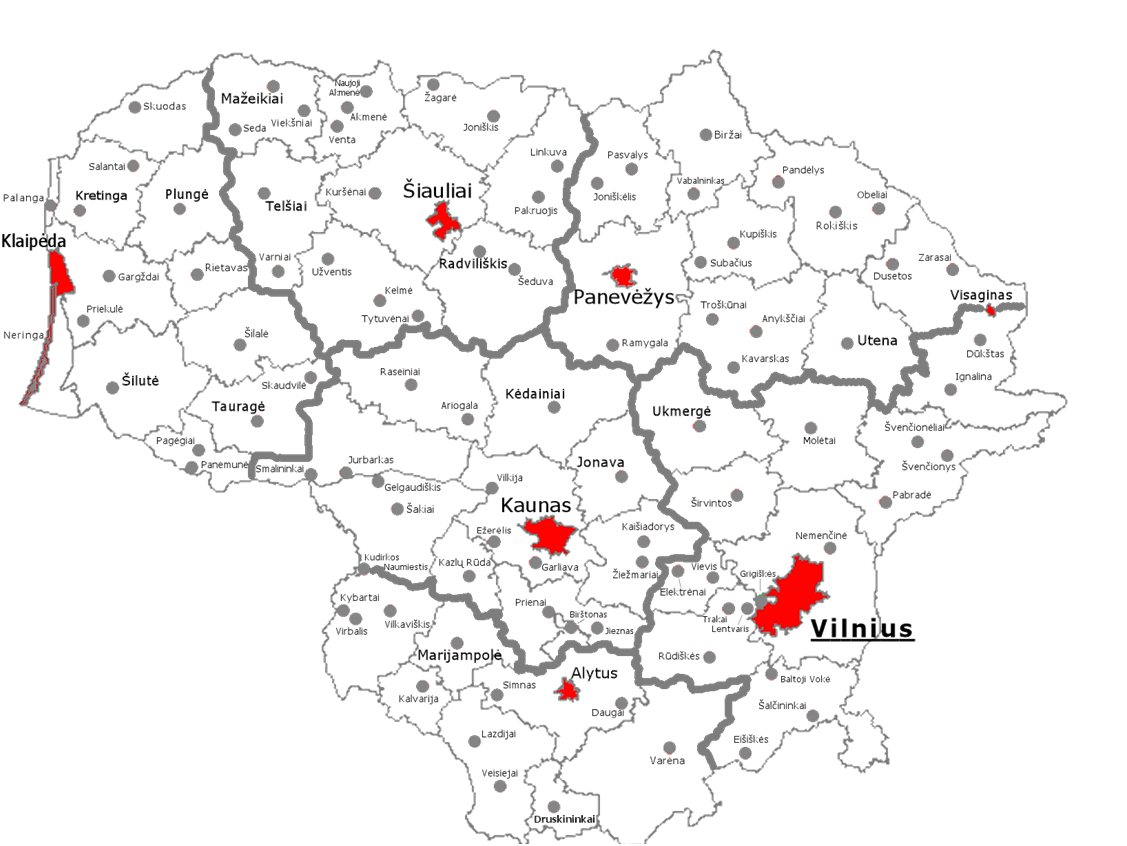 Naujoji
Akmenė
Mažeikiai
Žagarė
Skuodas
Viekšniai
Akmenė
Seda
Venta
Joniškis
Biržai
Linkuva
Pasvalys
Salantai
Pandėlys
Vabalninkas
Kuršėnai
Šiauliai
Palanga
Kretinga
Plungė
Telšiai
Joniškėlis
Obeliai
Pakruojis
Rokiškis
Klaipėda
Kupiškis
Varniai
Radviliškis
Subačius
Zarasai
Rietavas
Užventis
Gargždai
Šeduva
Dusetos
Kelmė
Panevėžys
Visaginas
Priekulė
Tytuvėnai
Troškūnai
Anykščiai
Neringa
Šilalė
Ramygala
Utena
Dūkštas
Kavarskas
Raseiniai
Šilutė
Skaudvilė
Ignalina
Kėdainiai
Tauragė
Ariogala
Ukmergė
Švenčionėliai
Pagėgiai
Molėtai
Jurbarkas
Jonava
Panemunė
Smalininkai
Švenčionys
Vilkija
Gelgaudiškis
Pabradė
Kaunas
Širvintos
Šakiai
Ežerėlis
Kaišiadorys
Nemenčinė
Kudirkos
Naumiestis
Kazlų Rūda
Garliava
Žiežmariai
Vievis
Grigiškės
Elektrėnai
Kybartai
Prienai
Birštonas
Virbalis
Vilkaviškis
Jieznas
Trakai
Lentvaris
Vilnius
Marijampolė
Rūdiškės
Alytus
Baltoji Vokė
Simnas
Kalvarija
Daugai
Šalčininkai
Lazdijai
Eišiškės
Varėna
Veisiejai
Druskininkai